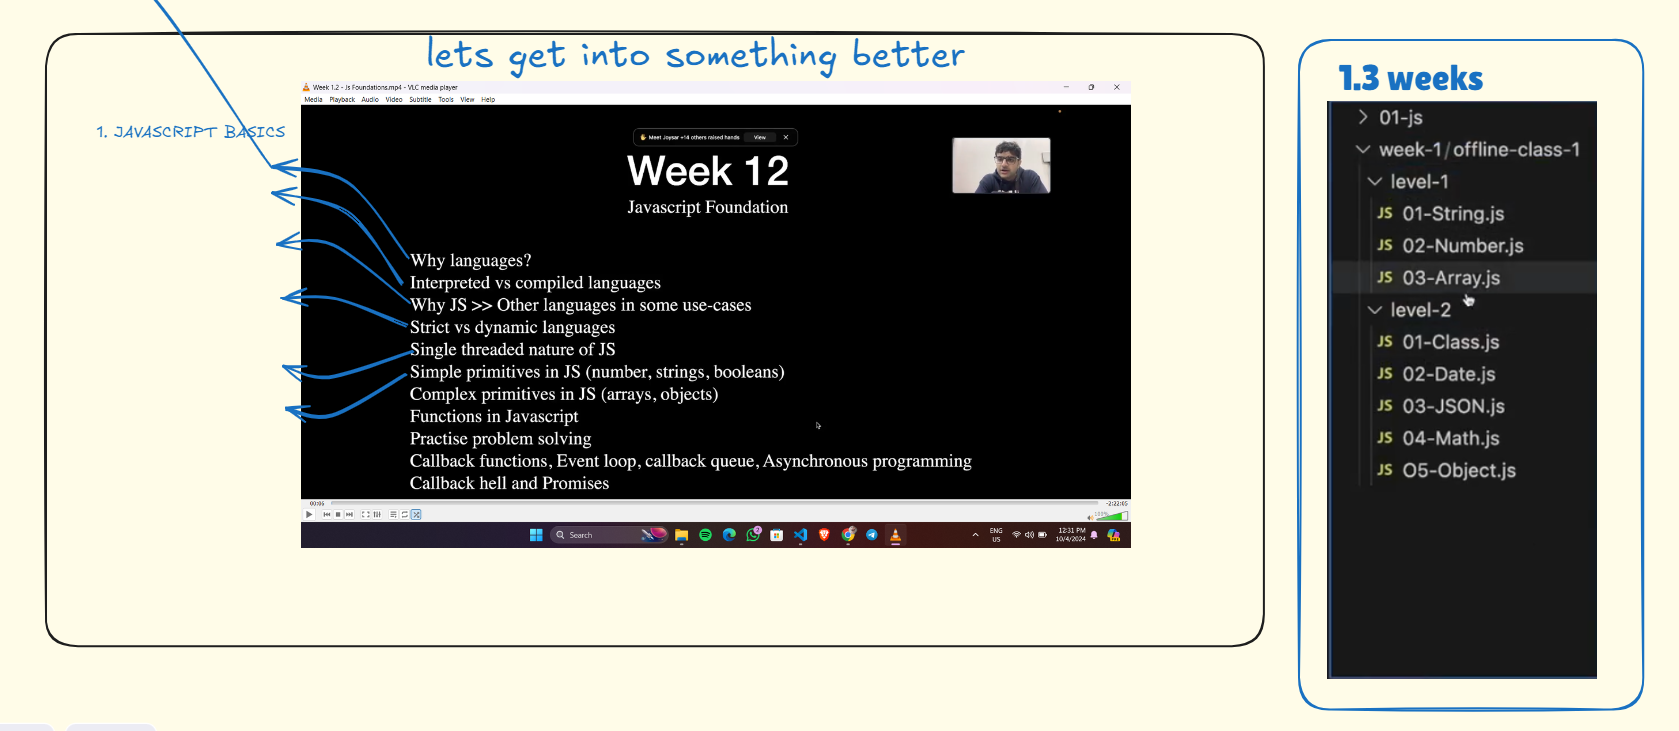 lets get into something better
1. JAVASCRIPT BASICS
Week 1.2 - Js Foundations.mp4 - VLC media player
Media Playback Audio Video Subtitle Tools View Help
Meet Joysar +14 others raised hands View
Week 12
Javascript Foundation
Why languages?
Interpreted vs compiled languages
Why JS >> Other languages in some use-cases
Strict vs dynamic languages
Single threaded nature of JS
Simple primitives in JS (number, strings, booleans)
Complex primitives in JS (arrays, objects)
Functions in Javascript
Practise problem solving
Callback functions, Event loop, callback queue, Asynchronous programming
Callback hell and Promises
00:06 -2:22:05
Search
ENG
US
12:31 PM
10/4/2024
1.3 weeks
01-js
week-1/offline-class-1
level-1
JS 01-String.js
JS 02-Number.js
JS 03-Array.js
level-2
JS 01-Class.js
JS 02-Date.js
JS 03-JSON.js
JS 04-Math.js
JS O5-Object.js